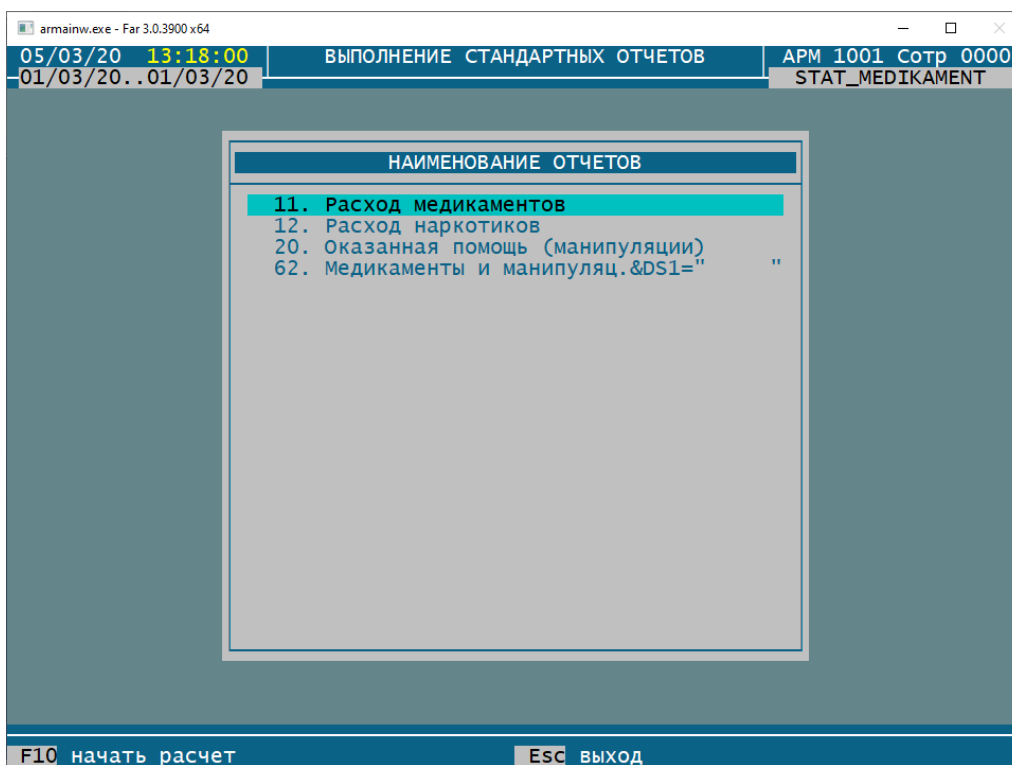 armainw.exe - Far 3.0.3900 x64
05/03/20 13:18:00 ВЫПОЛНЕНИЕ СТАНДАРТНЫХ ОТЧЕТОВ АРМ 1001 Сотр 0000
01/03/20..01/03/20 STAT_MEDIKAMENT
НАИМЕНОВАНИЕ ОТЧЕТОВ
11. Расход медикаментов
12. Расход наркотиков
20. Оказанная помощь (манипуляции)
62. Медикаменты и манипуляц.&DS1="      "
F10 начать расчет Esc выход